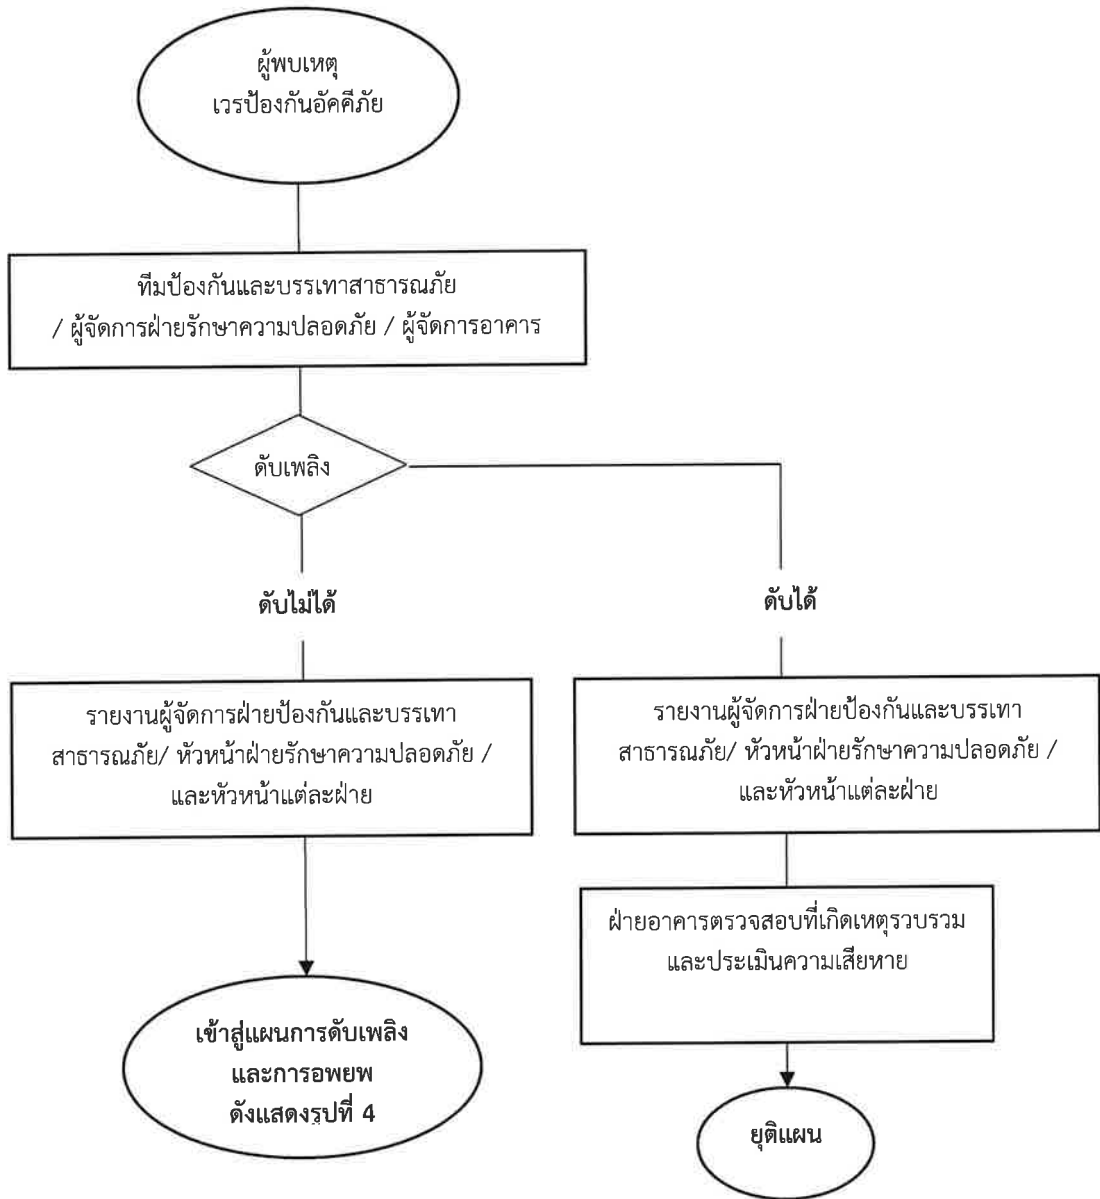 ผู้พบเหตุ
เวรป้องกันอัคคีภัย
ทีมป้องกันและบรรเทาสาธารณภัย
/ ผู้จัดการฝ่ายรักษาความปลอดภัย / ผู้จัดการอาคาร
ดับเพลิง
ดับไม่ได้
ดับได้
รายงานผู้จัดการฝ่ายป้องกันและบรรเทา
สาธารณภัย/ หัวหน้าฝ่ายรักษาความปลอดภัย /
และหัวหน้าแต่ละฝ่าย
รายงานผู้จัดการฝ่ายป้องกันและบรรเทา
สาธารณภัย/ หัวหน้าฝ่ายรักษาความปลอดภัย /
และหัวหน้าแต่ละฝ่าย
ฝ่ายอาคารตรวจสอบที่เกิดเหตุรวบรวม
และประเมินความเสียหาย
เข้าสู่แผนการดับเพลิง
และการอพยพ
ดังแสดงรูปที่ 4
ยุติแผน